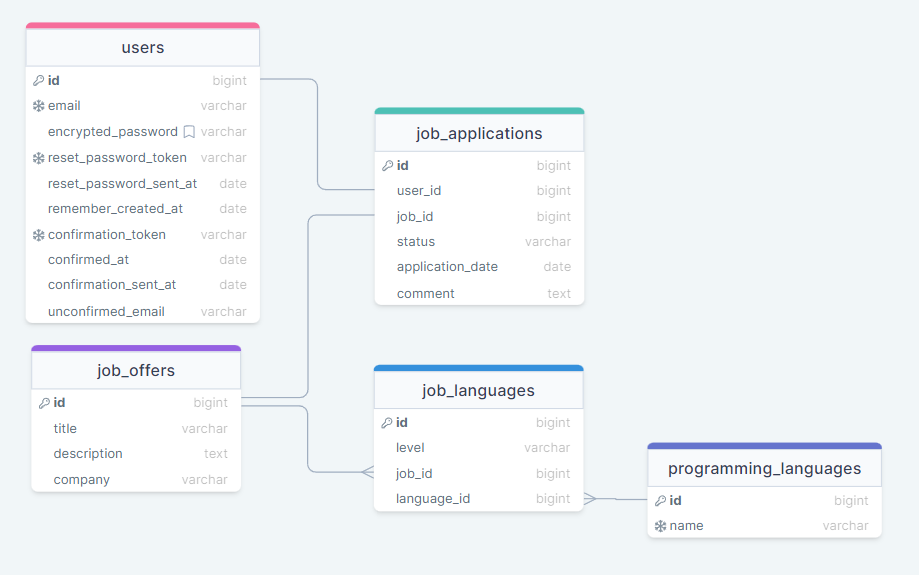 users
id bigint
email varchar
encrypted_password varchar
reset_password_token varchar
reset_password_sent_at date
remember_created_at date
confirmation_token varchar
confirmed_at date
confirmation_sent_at date
unconfirmed_email varchar
job_applications
id bigint
user_id bigint
job_id bigint
status varchar
application_date date
comment text
job_offers
id bigint
title varchar
description text
company varchar
job_languages
id bigint
level varchar
job_id bigint
language_id bigint
programming_languages
id bigint
name varchar